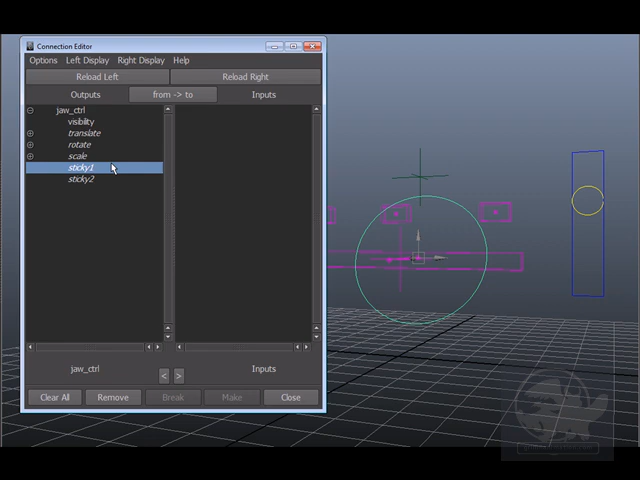 Connection Editor
Options Left Display Right Display Help
Reload Left Reload Right
Outputs from -> to Inputs
jaw_ctrl
visibility
translate
rotate
scale
sticky1
sticky2
jaw_ctrl < > Inputs
Clear All Remove Break Make Close